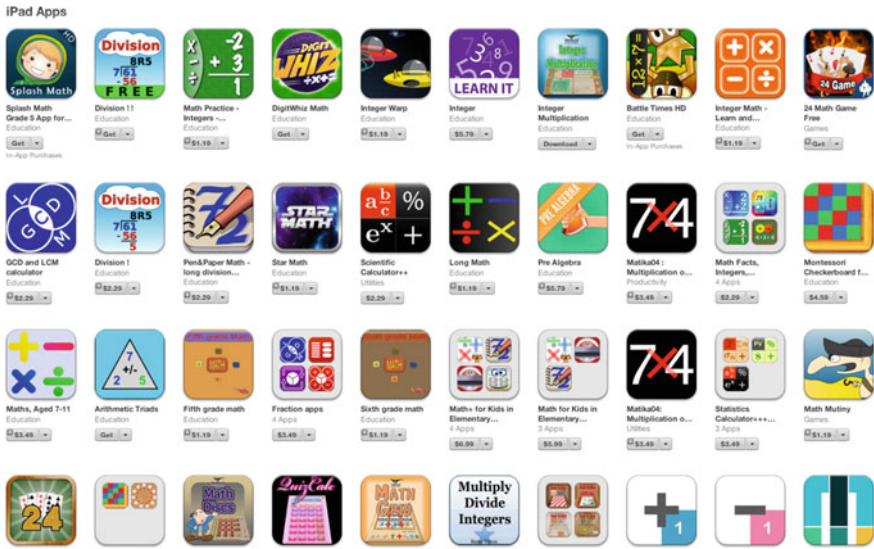 iPad Apps
HD
Splash Math
Division
8R5
7 61
- 56
FREE
-2
+ 3
1
DIGIT
WHIZ
+×÷
LEARN IT
Integer
Multiplication
12 × 7 =
24 Game
Splash Math
Grade 5 App for...
Education
Get
In-App Purchases
Division !!
Education
Get
Math Practice -
Integers -...
Education
$1.19
DigitWhiz Math
Education
Get
Integer Warp
Education
$1.19
Integer
Education
$5.79
Integer
Multiplication
Education
Download
Battle Times HD
Education
Get
In-App Purchases
Integer Math -
Learn and...
Education
$1.19
24 Math Game
Free
Games
Get
GCD
L
M
Division
8R5
7 61
- 56
5
7/2
STAR
MATH
a b/c %
e^x +
+ − ÷ ×
PRE ALGEBRA
7×4
GCD and LCM
calculator
Education
$2.29
Division !
Education
$2.29
Pen&Paper Math -
long division...
Education
$2.29
Star Math
Education
$1.19
Scientific
Calculator++
Utilities
$2.29
Long Math
Education
$1.19
Pre Algebra
Education
$5.79
Matika04 :
Multiplication o...
Productivity
$3.49
Math Facts,
Integers,...
4 Apps
$2.29
Montessori
Checkerboard f...
Education
$4.59
+ − × ÷
7
+/-
2 5
Fifth grade Math
Sixth grade Math
7×4
Maths, Aged 7-11
Education
$3.49
Arithmetic Triads
Education
Get
Fifth grade math
Education
$1.19
Fraction apps
4 Apps
$3.49
Sixth grade math
Education
$1.19
Math+ for Kids in
Elementary...
4 Apps
$6.99
Math for Kids in
Elementary...
3 Apps
$5.99
Matika04:
Multiplication o...
Utilities
$3.49
Statistics
Calculator+++...
3 Apps
$3.49
Math Mutiny
Games
$1.19
24
Math
Discs
QuizCalc
MATH
Multiply
Divide
Integers
+ 1
− 1